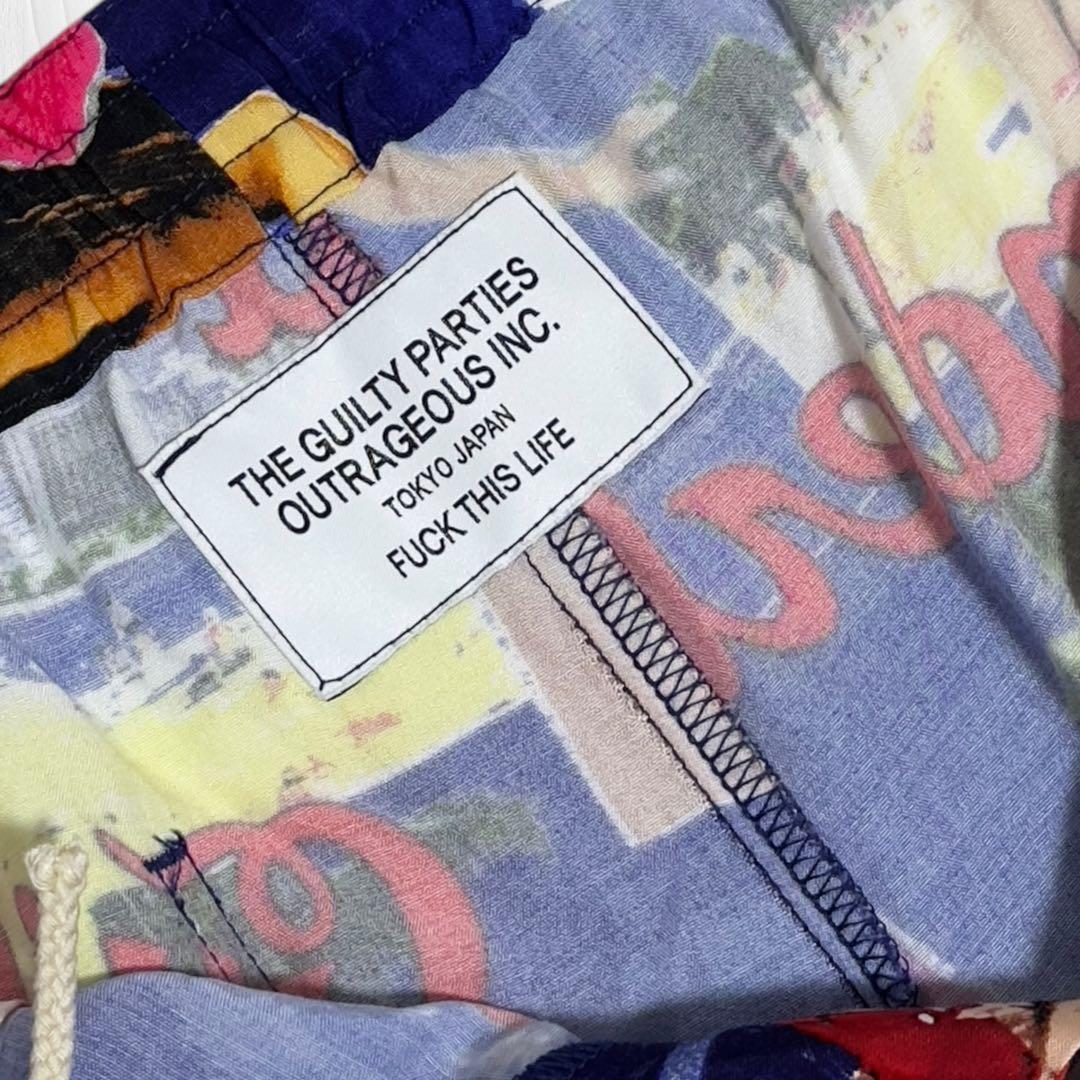 THE GUILTY PARTIES
OUTRAGEOUS INC.
TOKYO JAPAN
FUCK THIS LIFE